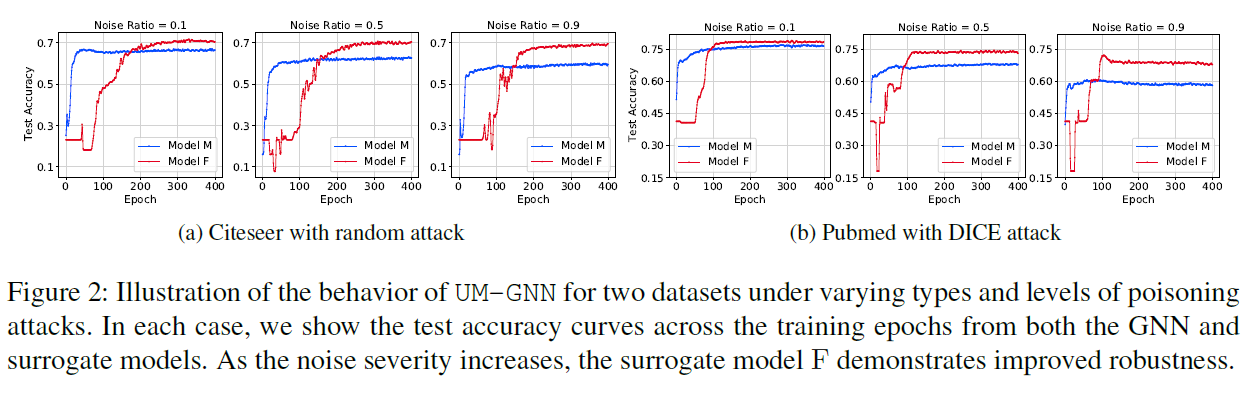 Noise Ratio = 0.1
Noise Ratio = 0.5
Noise Ratio = 0.9
Test Accuracy
0.7
0.5
0.3
0.1
Model M
Model F
0 100 200 300 400
Epoch
0.7
0.5
0.3
0.1
Model M
Model F
0 100 200 300 400
Epoch
0.7
0.5
0.3
0.1
Model M
Model F
0 100 200 300 400
Epoch
(a) Citeseer with random attack
Noise Ratio = 0.1
Noise Ratio = 0.5
Noise Ratio = 0.9
Test Accuracy
0.75
0.60
0.45
0.30
0.15
Model M
Model F
0 100 200 300 400
Epoch
0.75
0.60
0.45
0.30
0.15
Model M
Model F
0 100 200 300 400
Epoch
0.75
0.60
0.45
0.30
0.15
Model M
Model F
0 100 200 300 400
Epoch
(b) Pubmed with DICE attack
Figure 2: Illustration of the behavior of UM-GNN for two datasets under varying types and levels of poisoning
attacks. In each case, we show the test accuracy curves across the training epochs from both the GNN and
surrogate models. As the noise severity increases, the surrogate model F demonstrates improved robustness.